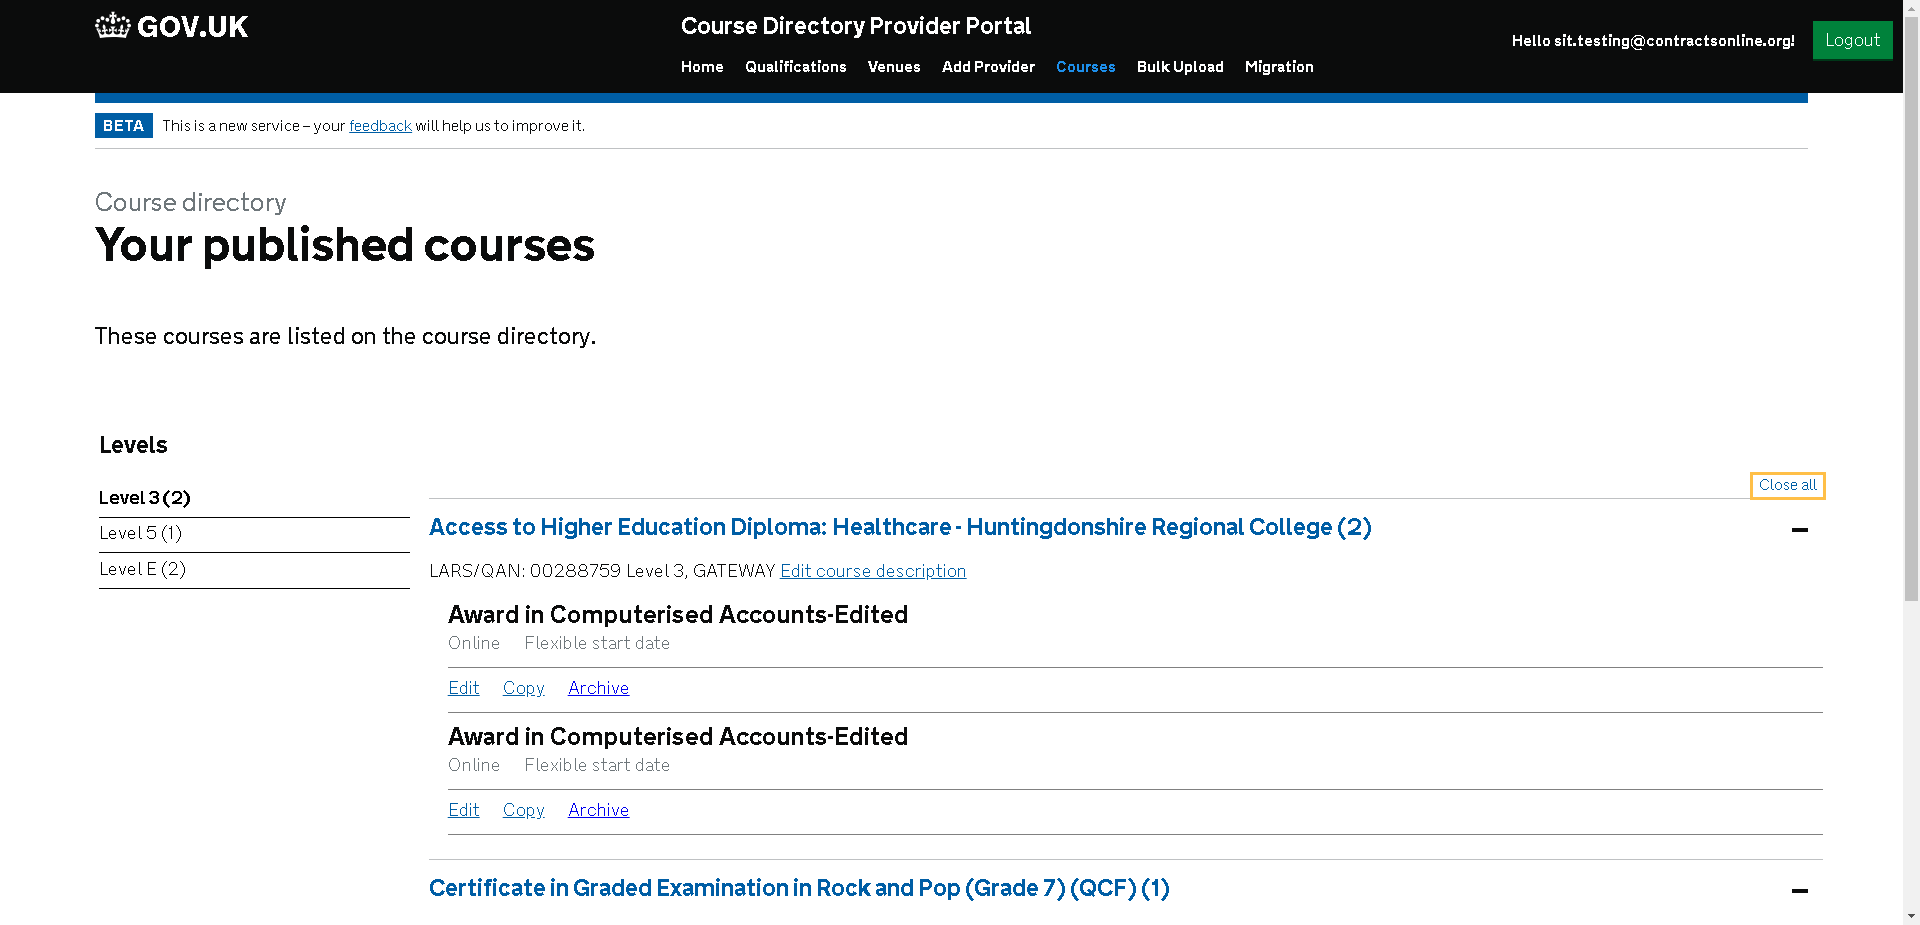 GOV.UK
Course Directory Provider Portal
Home Qualifications Venues Add Provider Courses Bulk Upload Migration
Hello sit.testing@contractsonline.org!
Logout
BETA This is a new service – your feedback will help us to improve it.
Course directory
Your published courses
These courses are listed on the course directory.
Levels
Level 3 (2)
Level 5 (1)
Level E (2)
Close all
Access to Higher Education Diploma: Healthcare - Huntingdonshire Regional College (2)
LARS/QAN: 00288759 Level 3, GATEWAY Edit course description
Award in Computerised Accounts-Edited
Online Flexible start date
Edit Copy Archive
Award in Computerised Accounts-Edited
Online Flexible start date
Edit Copy Archive
Certificate in Graded Examination in Rock and Pop (Grade 7) (QCF) (1)